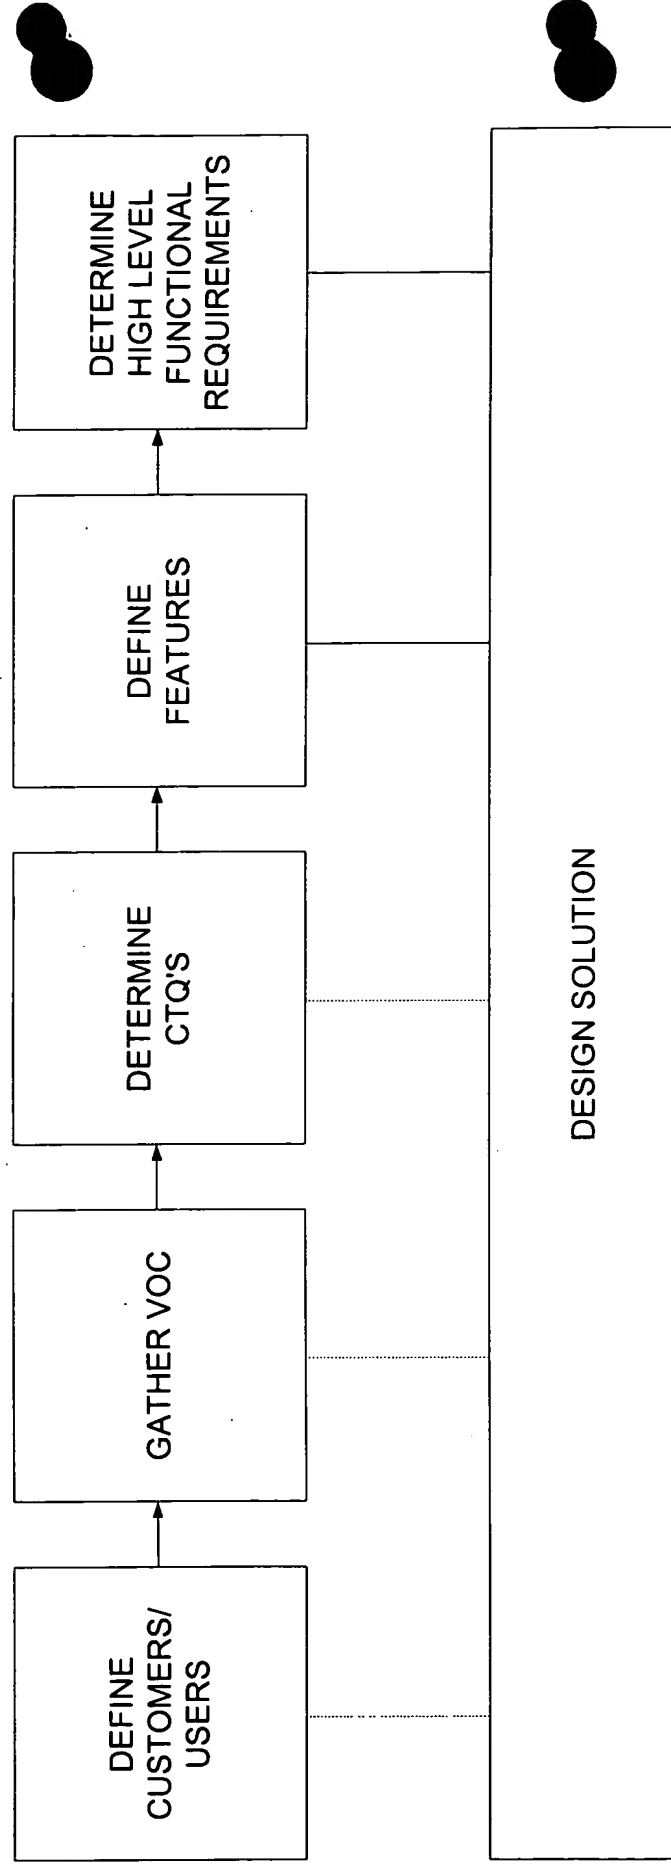 DEFINE
CUSTOMERS/
USERS
GATHER VOC
DETERMINE
CTQ'S
DEFINE
FEATURES
DETERMINE
HIGH LEVEL
FUNCTIONAL
REQUIREMENTS
DESIGN SOLUTION